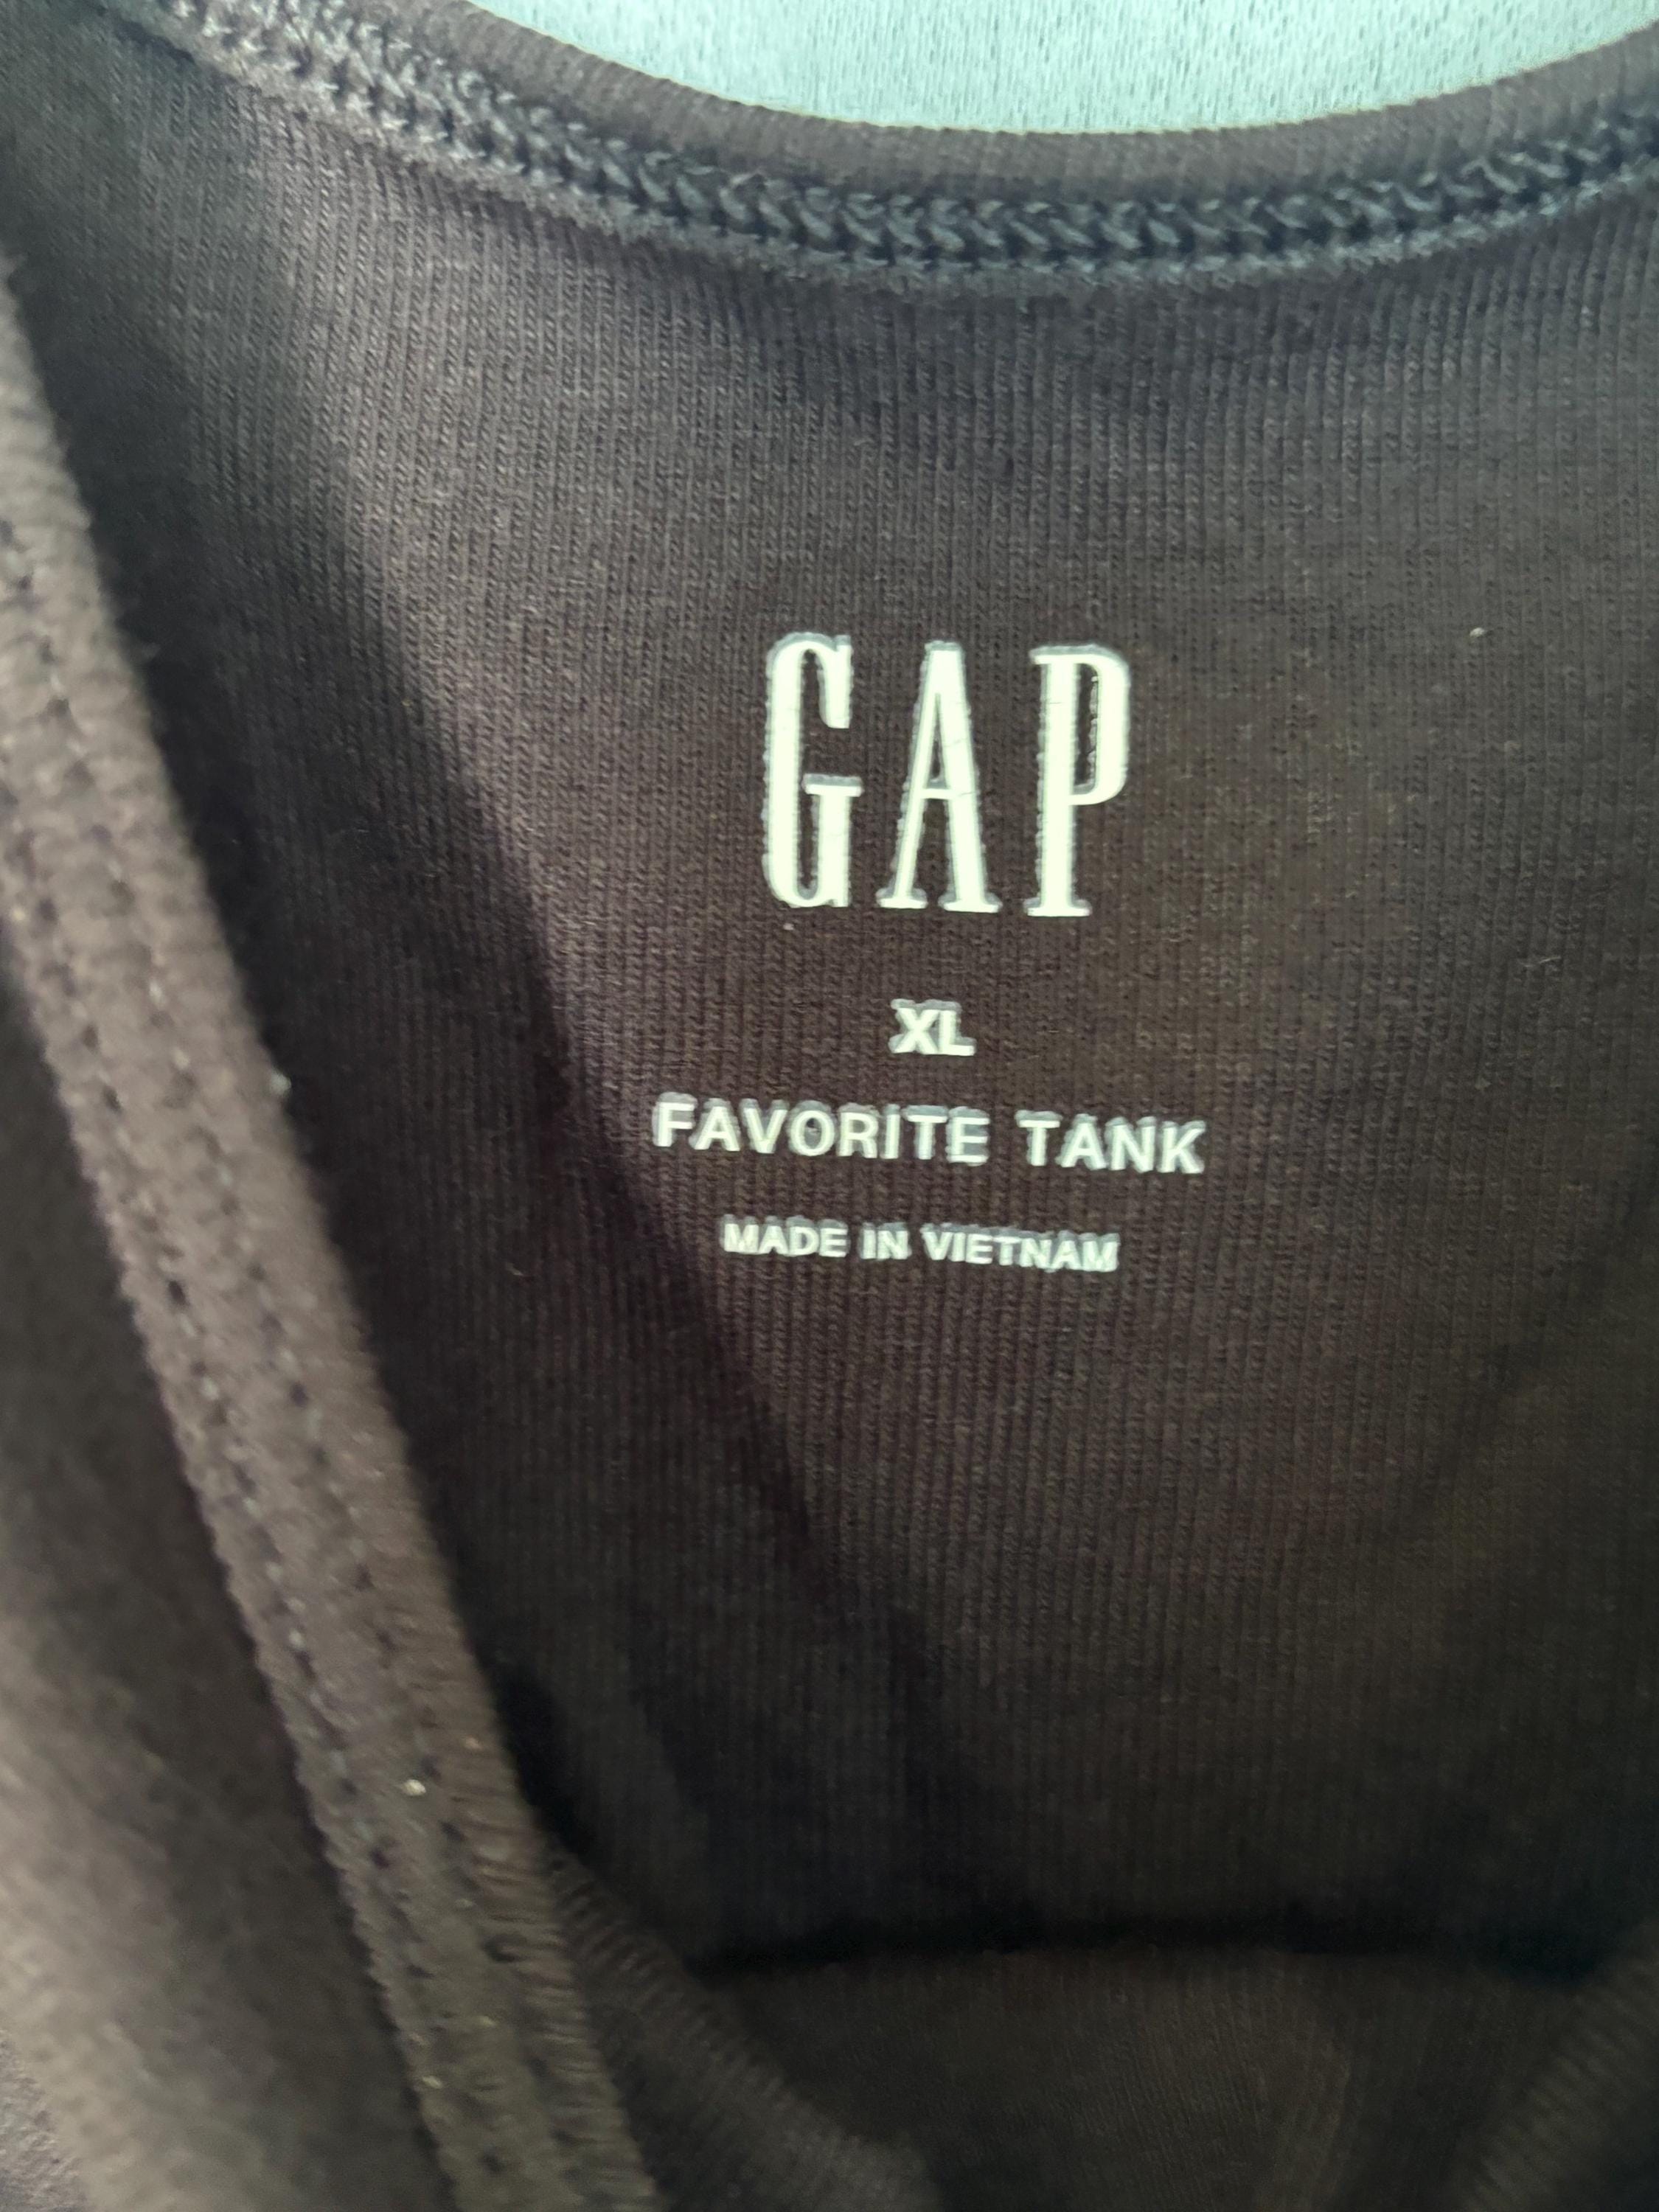 GAP
XL
FAVORITE TANK
MADE IN VIETNAM